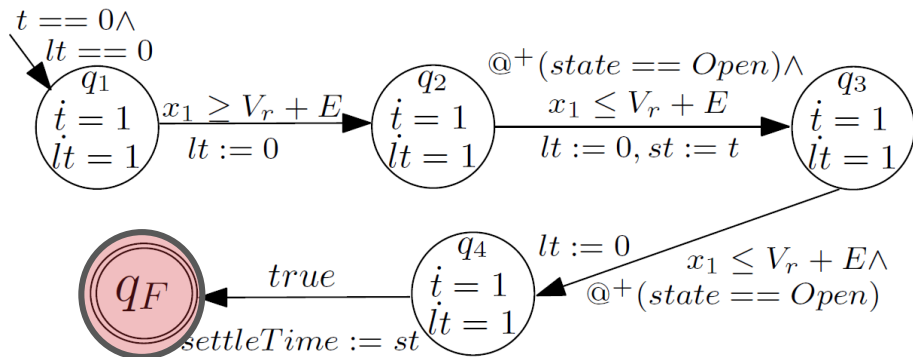 t == 0∧
lt == 0
q₁
ṫ = 1
l̇t = 1
x₁ ≥ Vᵣ + E
lt := 0
q₂
ṫ = 1
l̇t = 1
@⁺(state == Open)∧
x₁ ≤ Vᵣ + E
lt := 0, st := t
q₃
ṫ = 1
l̇t = 1
lt := 0
x₁ ≤ Vᵣ + E∧
@⁺(state == Open)
q₄
ṫ = 1
l̇t = 1
true
settleTime := st
q_F